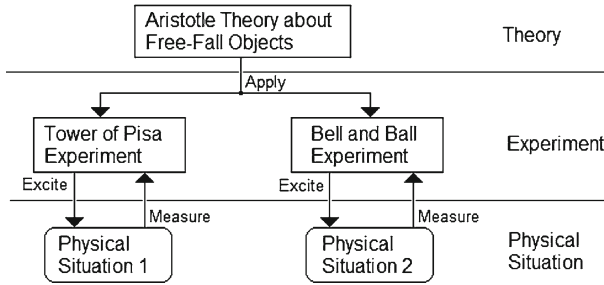 Aristotle Theory about
Free-Fall Objects
Theory
Apply
Tower of Pisa
Experiment
Bell and Ball
Experiment
Experiment
Excite
Measure
Excite
Measure
Physical
Situation 1
Physical
Situation 2
Physical
Situation